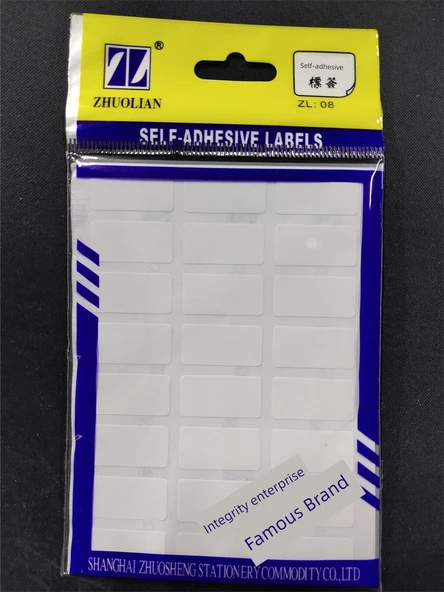 ®
ZHUOLIAN
Self-adhesive
標簽
ZL: 08
SELF-ADHESIVE LABELS
Integrity enterprise
Famous Brand
SHANGHAI ZHUOSHENG STATIONERY COMMODITY CO.,LTD